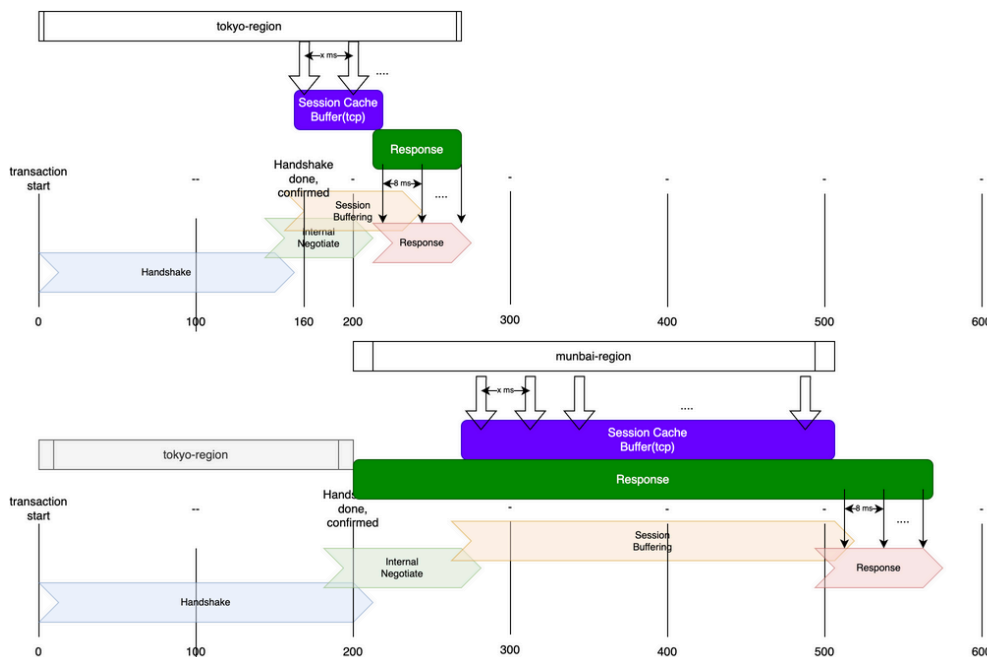 tokyo-region
x ms
....
Session Cache
Buffer(tcp)
Response
transaction
start
Handshake
done,
confirmed
--
-
-
-
-
-
8 ms
....
Session
Buffering
Internal
Negotiate
Response
Handshake
0
100
160
200
300
400
500
600
munbai-region
x ms
....
Session Cache
Buffer(tcp)
tokyo-region
Response
transaction
start
Hands
done,
confirmed
--
-
-
-
-
8 ms
....
Session
Buffering
Internal
Negotiate
Response
Handshake
0
100
200
300
400
500
600